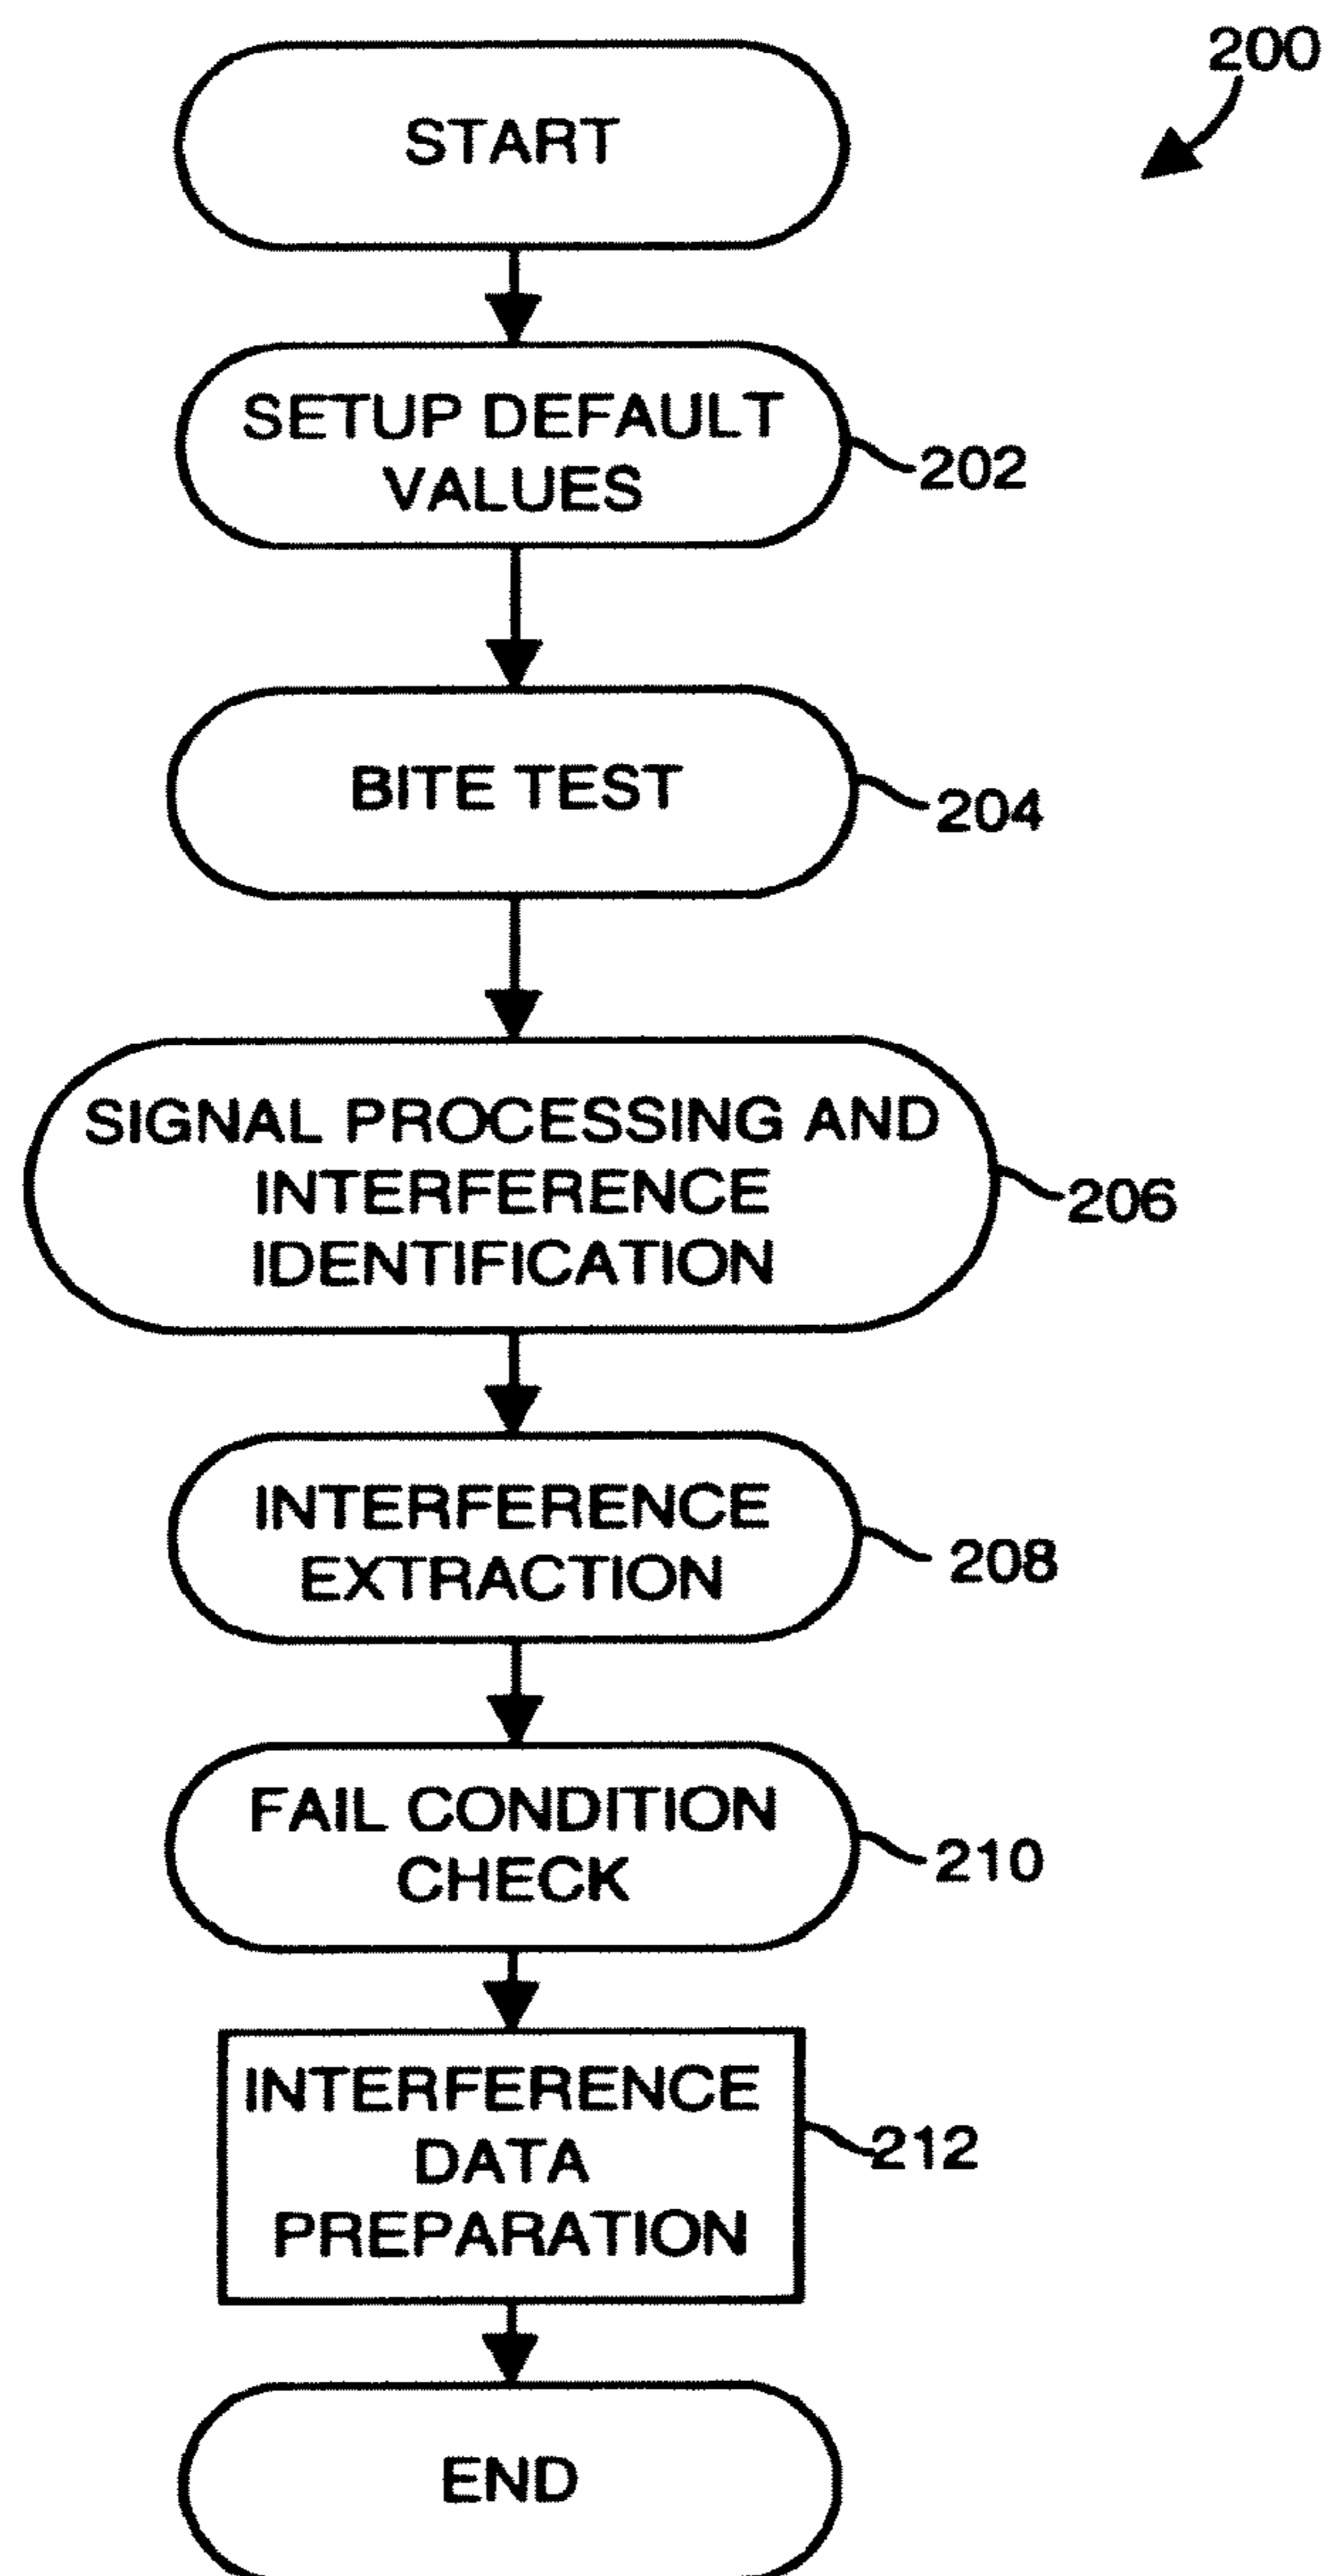 200
START
SETUP DEFAULT
VALUES
202
BITE TEST
204
SIGNAL PROCESSING AND
INTERFERENCE
IDENTIFICATION
206
INTERFERENCE
EXTRACTION
208
FAIL CONDITION
CHECK
210
INTERFERENCE
DATA
PREPARATION
212
END